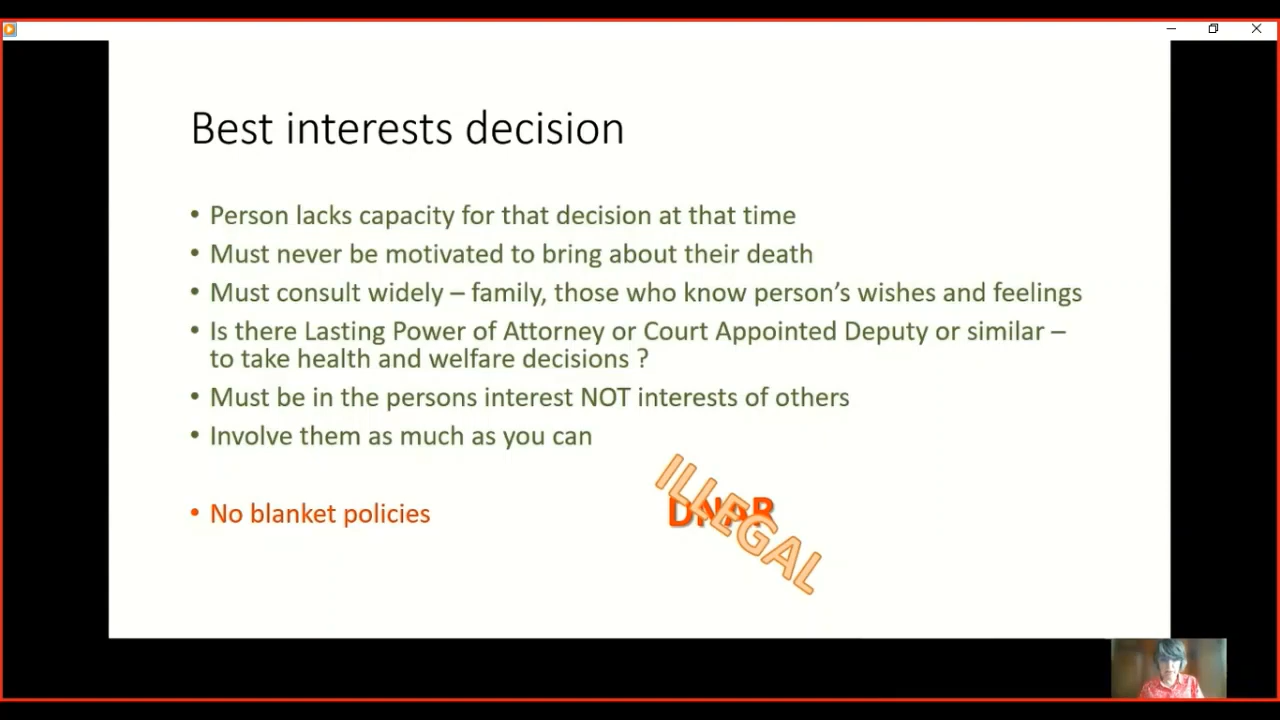 Best interests decision
• Person lacks capacity for that decision at that time
• Must never be motivated to bring about their death
• Must consult widely – family, those who know person’s wishes and feelings
• Is there Lasting Power of Attorney or Court Appointed Deputy or similar –
to take health and welfare decisions ?
• Must be in the persons interest NOT interests of others
• Involve them as much as you can
• No blanket policies
ILLEGAL